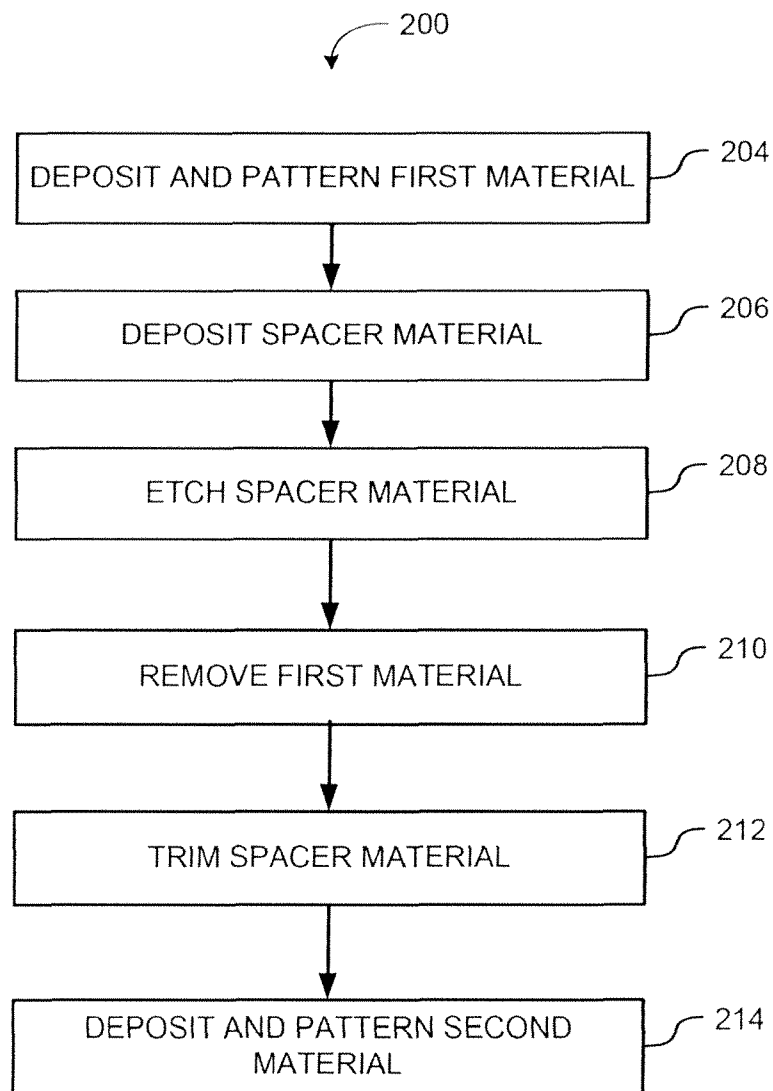 200
DEPOSIT AND PATTERN FIRST MATERIAL
204
DEPOSIT SPACER MATERIAL
206
ETCH SPACER MATERIAL
208
REMOVE FIRST MATERIAL
210
TRIM SPACER MATERIAL
212
DEPOSIT AND PATTERN SECOND
MATERIAL
214